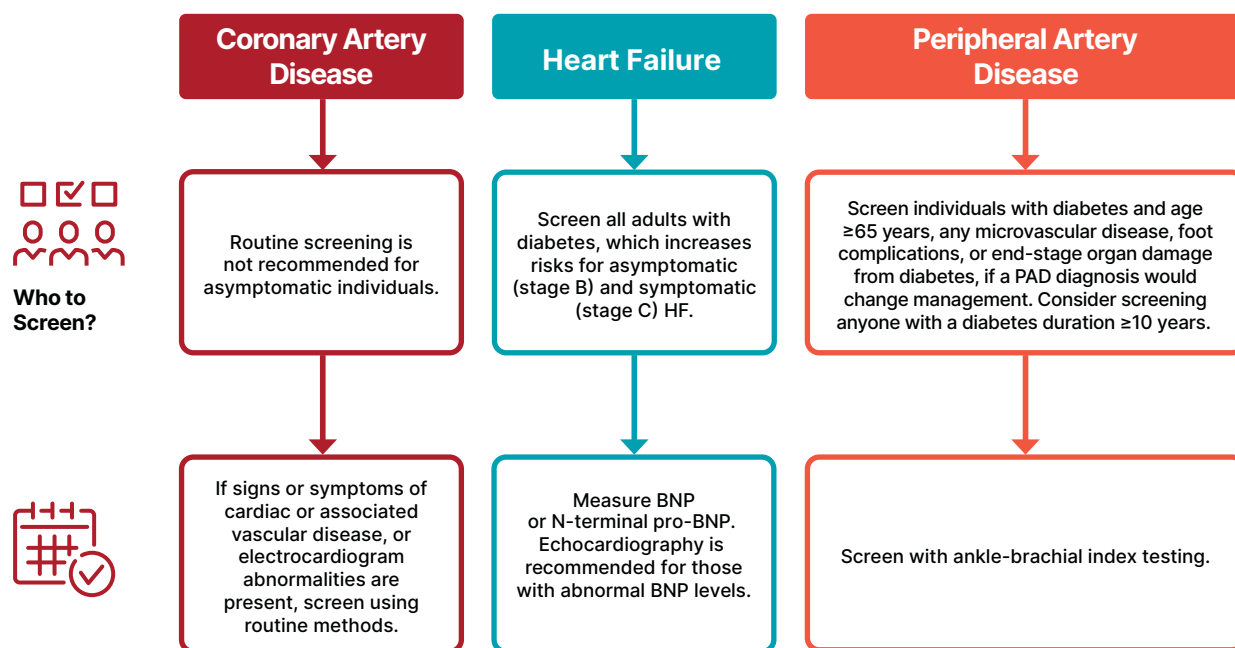 Coronary Artery
Disease
Heart Failure
Peripheral Artery
Disease
Who to
Screen?
Routine screening is
not recommended for
asymptomatic individuals.
Screen all adults with
diabetes, which increases
risks for asymptomatic
(stage B) and symptomatic
(stage C) HF.
Screen individuals with diabetes and age
≥65 years, any microvascular disease, foot
complications, or end-stage organ damage
from diabetes, if a PAD diagnosis would
change management. Consider screening
anyone with a diabetes duration ≥10 years.
If signs or symptoms of
cardiac or associated
vascular disease, or
electrocardiogram
abnormalities are
present, screen using
routine methods.
Measure BNP
or N-terminal pro-BNP.
Echocardiography is
recommended for those
with abnormal BNP levels.
Screen with ankle-brachial index testing.